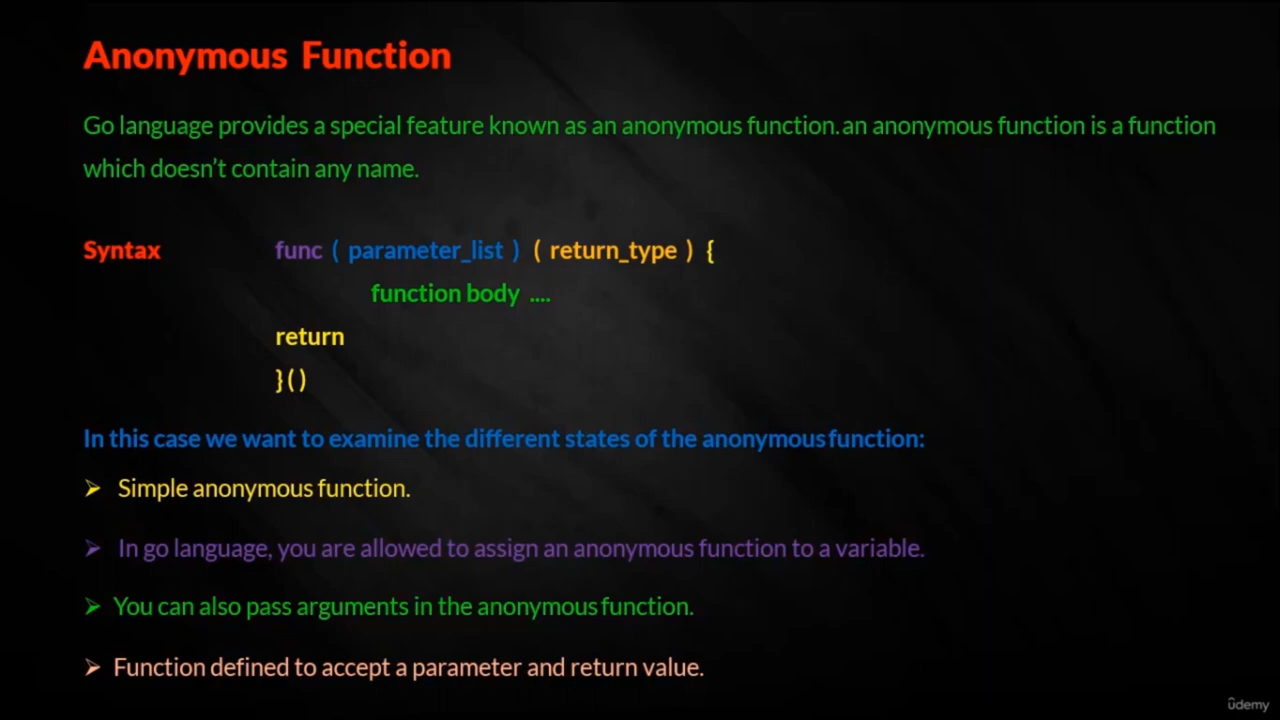 Anonymous Function
Go language provides a special feature known as an anonymous function.an anonymous function is a function
which doesn't contain any name.
Syntax func ( parameter_list ) ( return_type ) {
function body ....
return
}()
In this case we want to examine the different states of the anonymous function:
➢ Simple anonymous function.
➢ In go language, you are allowed to assign an anonymous function to a variable.
➢ You can also pass arguments in the anonymous function.
➢ Function defined to accept a parameter and return value.
ûdemy